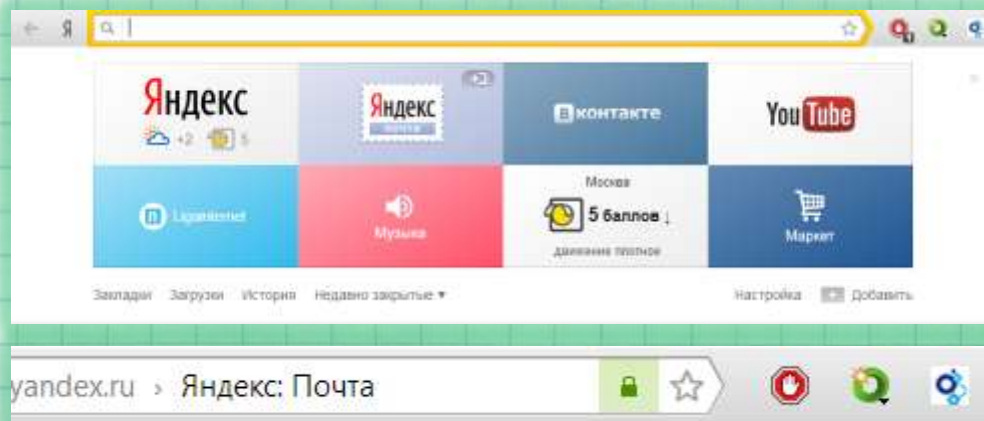 Я
Яндекс
+2 5
Яндекс
почта
Вконтакте
YouTube
Музыка
Москва
5 баллов ↓
движение плотное
Маркет
Закладки Загрузки История Недавно закрытые ▾
Настройка Добавить
yandex.ru › Яндекс: Почта